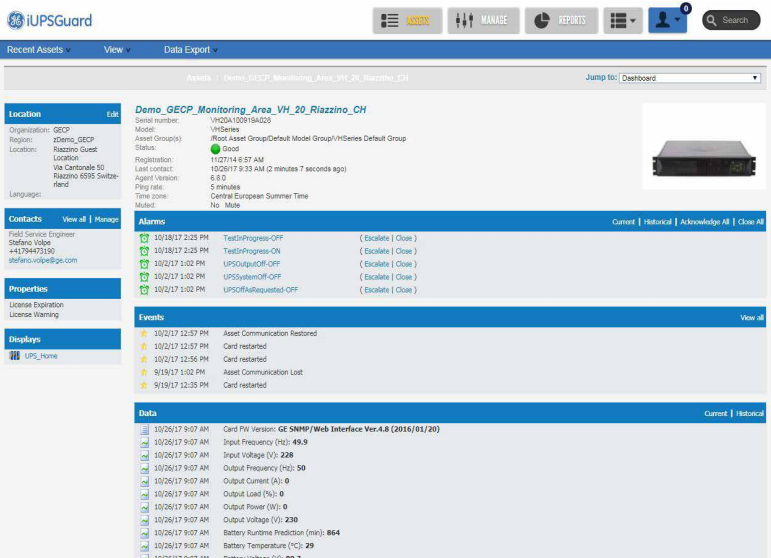 iUPSGuard
ASSETS
MANAGE
REPORTS
0
Search
Recent Assets
View
Data Export
Assets : Demo_GECP_Monitoring_Area_VH_20_Riazzino_CH
Jump to: Dashboard
Location Edit
Organization: GECP
Region: zDemo_GECP
Location: Riazzino Guest
Location
Via Cantonale 50
Riazzino 6595 Switze-
rland
Language:
Contacts View all | Manage
Field Service Engineer
Stefano Volpe
+41794473190
stefano.volpe@ge.com
Properties
License Expiration
License Warning
Displays
UPS_Home
Demo_GECP_Monitoring_Area_VH_20_Riazzino_CH
Serial number: VH20A100919A028
Model: VHSeries
Asset Group(s): /Root Asset Group/Default Model Group/VHSeries Default Group
Status: Good
Registration: 11/27/14 6:57 AM
Last contact: 10/26/17 9:33 AM (2 minutes 7 seconds ago)
Agent Version: 6.8.0
Ping rate: 5 minutes
Time zone: Central European Summer Time
Muted: No Mute
Alarms Current | Historical | Acknowledge All | Close All
10/18/17 2:25 PM TestInProgress-OFF ( Escalate | Close )
10/18/17 2:25 PM TestInProgress-ON ( Escalate | Close )
10/2/17 1:02 PM UPSOutputOff-OFF ( Escalate | Close )
10/2/17 1:02 PM UPSSystemOff-OFF ( Escalate | Close )
10/2/17 1:02 PM UPSOffAsRequested-OFF ( Escalate | Close )
Events View all
10/2/17 12:57 PM Asset Communication Restored
10/2/17 12:57 PM Card restarted
10/2/17 12:56 PM Card restarted
9/19/17 1:02 PM Asset Communication Lost
9/19/17 12:35 PM Card restarted
Data Current | Historical
10/26/17 9:07 AM Card FW Version: GE SNMP/Web Interface Ver.4.8 (2016/01/20)
10/26/17 9:07 AM Input Frequency (Hz): 49.9
10/26/17 9:07 AM Input Voltage (V): 228
10/26/17 9:07 AM Output Frequency (Hz): 50
10/26/17 9:07 AM Output Current (A): 0
10/26/17 9:07 AM Output Load (%): 0
10/26/17 9:07 AM Output Power (W): 0
10/26/17 9:07 AM Output Voltage (V): 230
10/26/17 9:07 AM Battery Runtime Prediction (min): 864
10/26/17 9:07 AM Battery Temperature (°C): 29
10/26/17 9:07 AM Battery Voltage (V):